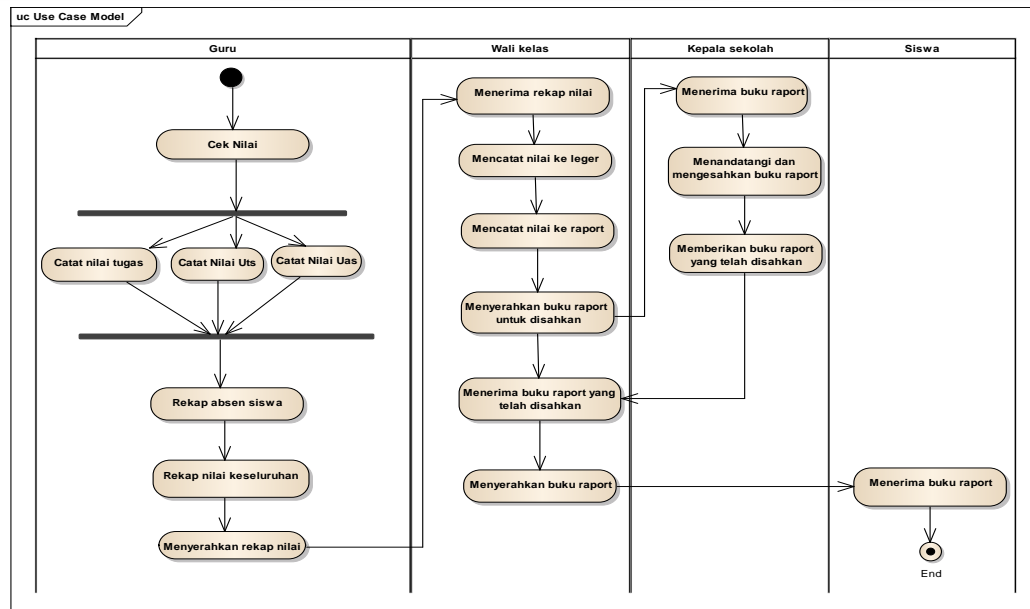 uc Use Case Model
Guru
Wali kelas
Kepala sekolah
Siswa
Cek Nilai
Catat nilai tugas
Catat Nilai Uts
Catat Nilai Uas
Rekap absen siswa
Rekap nilai keseluruhan
Menyerahkan rekap nilai
Menerima rekap nilai
Mencatat nilai ke leger
Mencatat nilai ke raport
Menyerahkan buku raport
untuk disahkan
Menerima buku raport yang
telah disahkan
Menyerahkan buku raport
Menerima buku raport
Menandatangi dan
mengesahkan buku raport
Memberikan buku raport
yang telah disahkan
Menerima buku raport
End